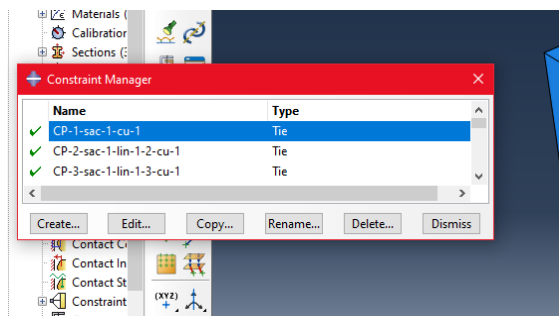 Materials (
Calibration
Sections (
Constraint Manager
Name Type
CP-1-sac-1-cu-1 Tie
CP-2-sac-1-lin-1-2-cu-1 Tie
CP-3-sac-1-lin-1-3-cu-1 Tie
Create... Edit... Copy... Rename... Delete... Dismiss
Contact Co
Contact In
Contact St
Constraint
(XYZ)